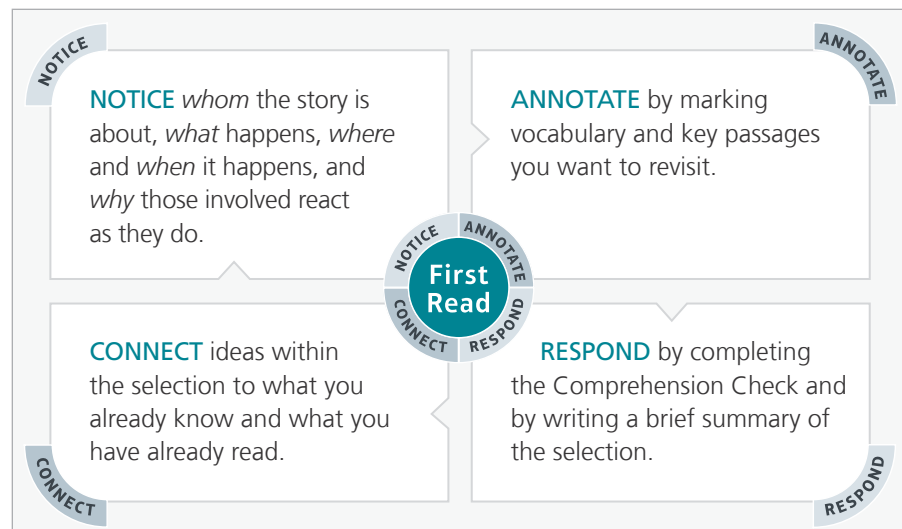 NOTICE
NOTICE whom the story is
about, what happens, where
and when it happens, and
why those involved react
as they do.
ANNOTATE
ANNOTATE by marking
vocabulary and key passages
you want to revisit.
NOTICE
ANNOTATE
First
Read
CONNECT
RESPOND
CONNECT ideas within
the selection to what you
already know and what you
have already read.
CONNECT
RESPOND by completing
the Comprehension Check and
by writing a brief summary of
the selection.
RESPOND